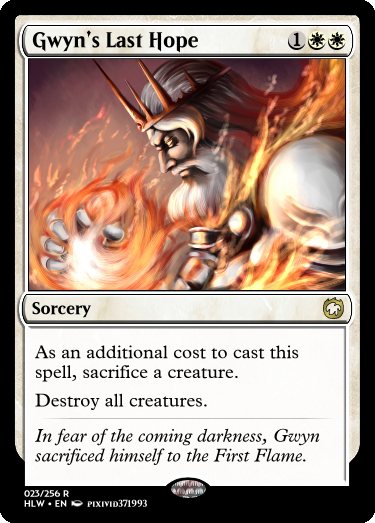 Gwyn's Last Hope 1
Sorcery
As an additional cost to cast this
spell, sacrifice a creature.
Destroy all creatures.
In fear of the coming darkness, Gwyn
sacrificed himself to the First Flame.
023/256 R
HLW • EN PIXIVID371993